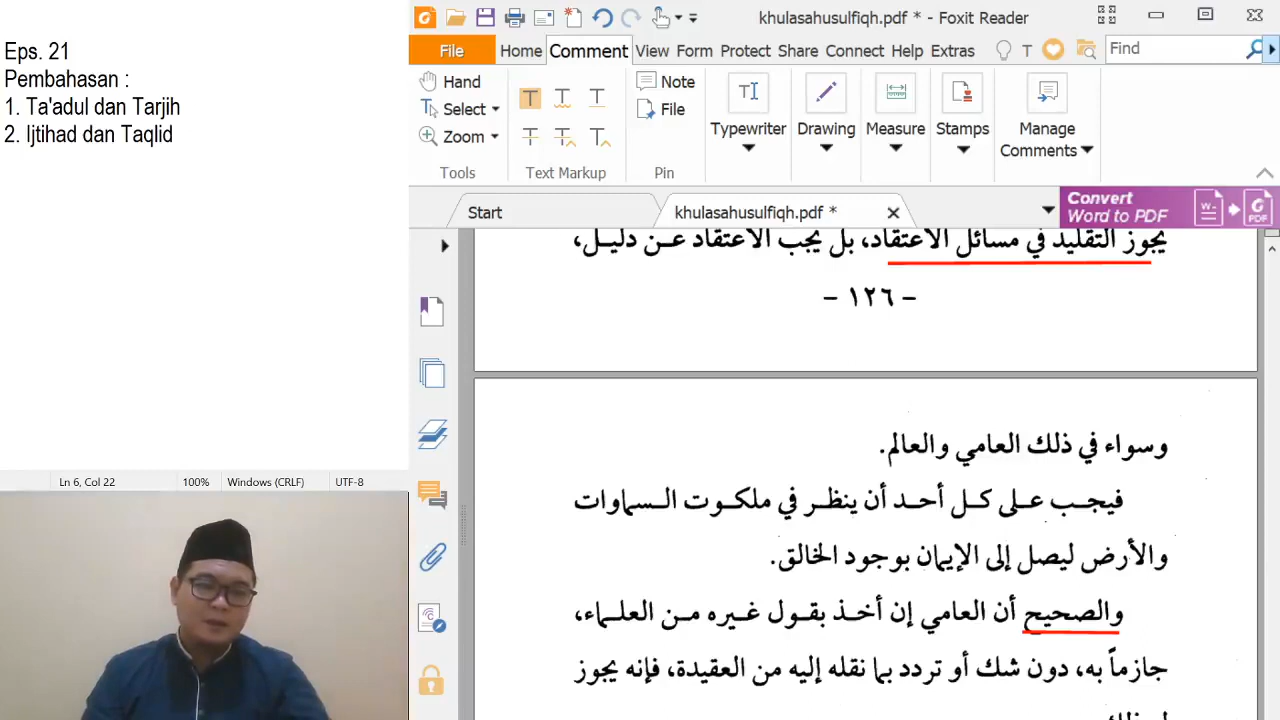 Eps. 21
Pembahasan :
1. Ta'adul dan Tarjih
2. Ijtihad dan Taqlid
Ln 6, Col 22 100% Windows (CRLF) UTF-8
khulasahusulfiqh.pdf * - Foxit Reader
File Home Comment View Form Protect Share Connect Help Extras Find
Hand
Select
Zoom
Tools
Text Markup
Note
File
Pin
Typewriter
Drawing
Measure
Stamps
Manage
Comments
Start
khulasahusulfiqh.pdf *
Convert
Word to PDF
يجوز التقليد في مسائل الاعتقاد، بل يجب الاعتقاد عن دليل،
- ١٢٦ -
وسواء في ذلك العامي والعالم.
فيجب على كل أحد أن ينظر في ملكوت السماوات
والأرض ليصل إلى الإيمان بوجود الخالق.
والصحيح أن العامي إن أخذ بقول غيره من العلماء،
جازماً به، دون شك أو تردد بما نقله إليه من العقيدة، فإنه يجوز